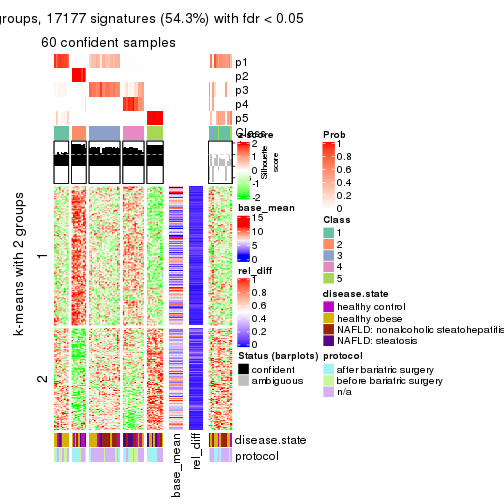 groups, 17177 signatures (54.3%) with fdr < 0.05
60 confident samples
p1
p2
p3
p4
p5
Class
Silhouette
score
k-means with 2 groups
1
2
base_mean
rel_diff
disease.state
protocol
z-score
2
1
0
-1
-2
base_mean
15
10
5
0
rel_diff
1
0.8
0.6
0.4
0.2
0
Status (barplots)
confident
ambiguous
Prob
1
0.8
0.6
0.4
0.2
0
Class
1
2
3
4
5
disease.state
healthy control
healthy obese
NAFLD: nonalcholic steatohepatitis
NAFLD: steatosis
protocol
after bariatric surgery
before bariatric surgery
n/a